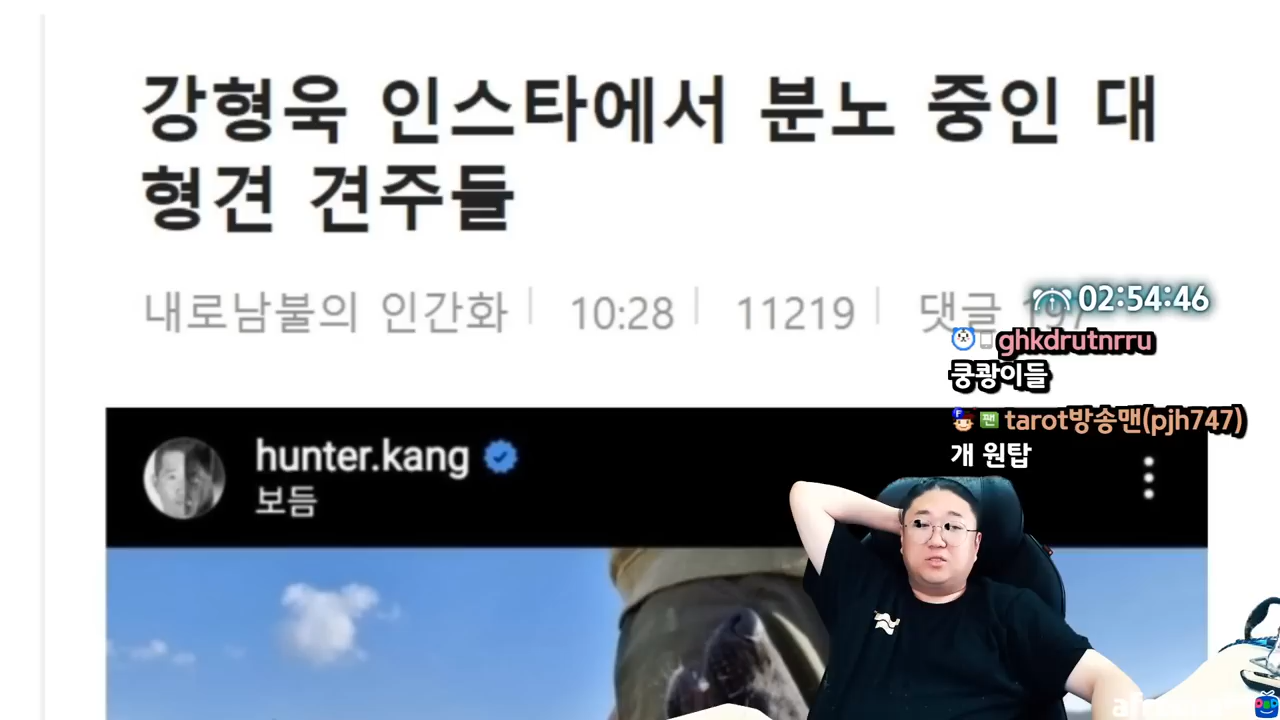 강형욱 인스타에서 분노 중인 대
형견 견주들
내로남불의 인간화 10:28 11219 댓글 197
02:54:46
ghkdrutnrru
쿵쾅이들
tarot방송맨(pjh747)
개 원탑
hunter.kang
보듬